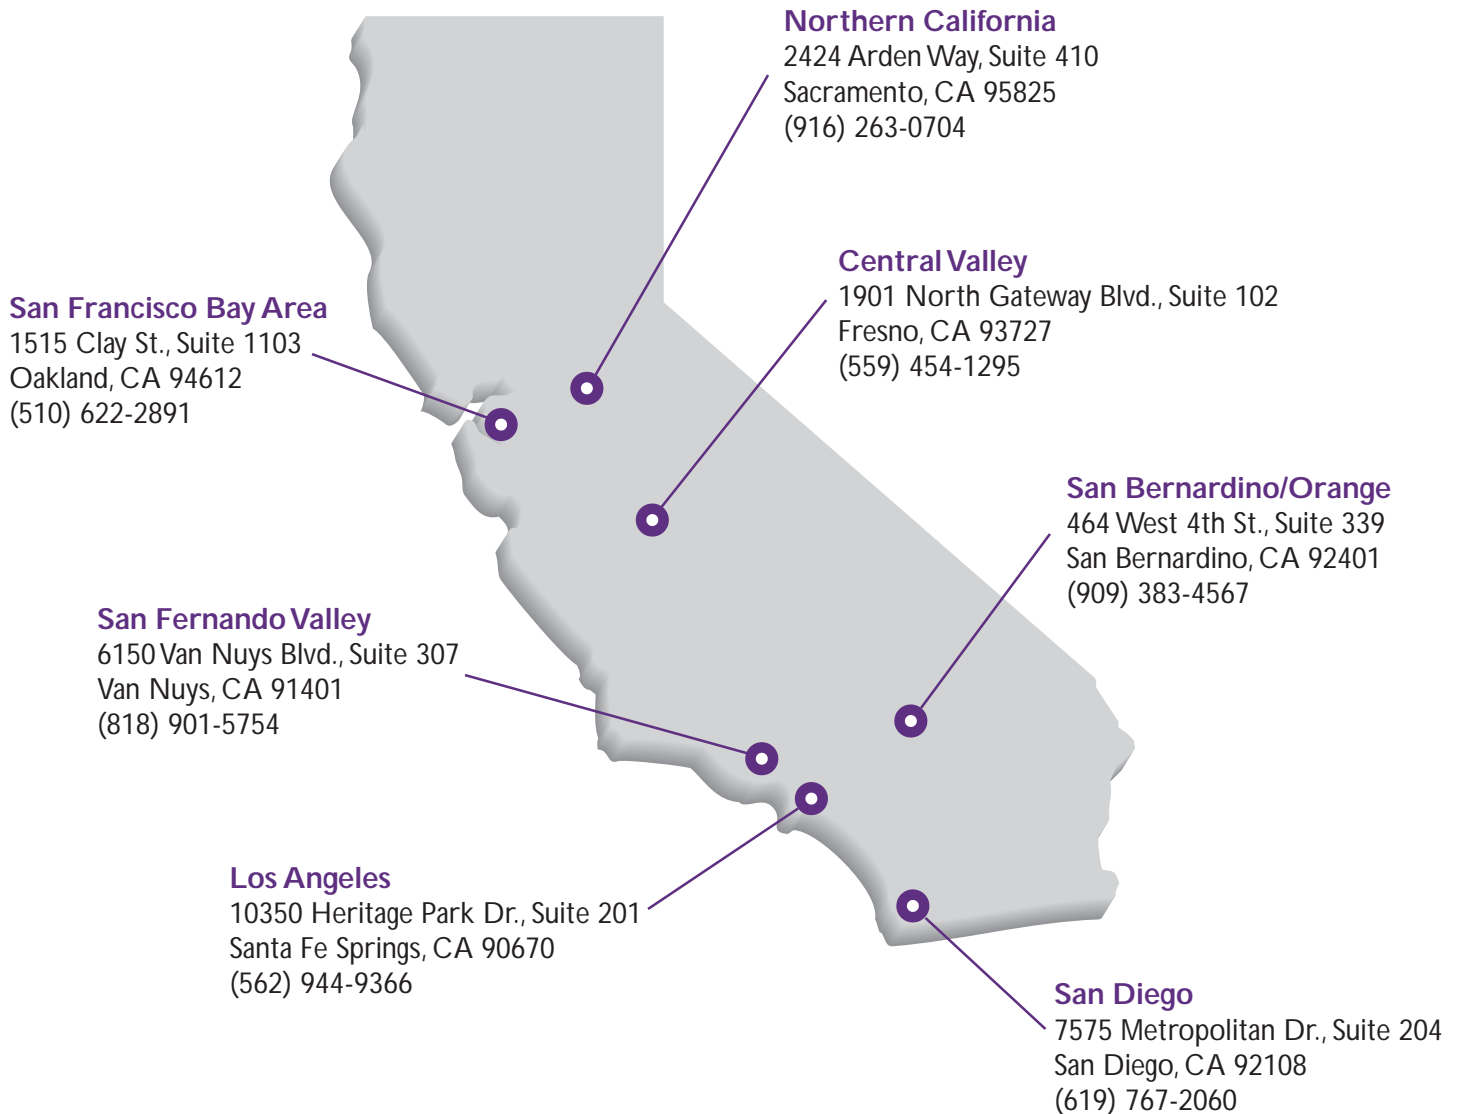 Northern California
2424 Arden Way, Suite 410
Sacramento, CA 95825
(916) 263-0704
Central Valley
1901 North Gateway Blvd., Suite 102
Fresno, CA 93727
(559) 454-1295
San Francisco Bay Area
1515 Clay St., Suite 1103
Oakland, CA 94612
(510) 622-2891
San Bernardino/Orange
464 West 4th St., Suite 339
San Bernardino, CA 92401
(909) 383-4567
San Fernando Valley
6150 Van Nuys Blvd., Suite 307
Van Nuys, CA 91401
(818) 901-5754
Los Angeles
10350 Heritage Park Dr., Suite 201
Santa Fe Springs, CA 90670
(562) 944-9366
San Diego
7575 Metropolitan Dr., Suite 204
San Diego, CA 92108
(619) 767-2060